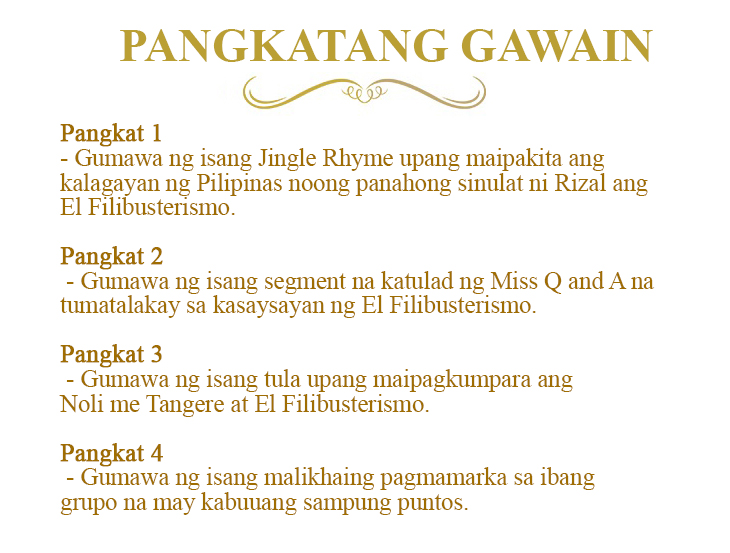 PANGKATANG GAWAIN
Pangkat 1
- Gumawa ng isang Jingle Rhyme upang maipakita ang
kalagayan ng Pilipinas noong panahong sinulat ni Rizal ang
El Filibusterismo.
Pangkat 2
- Gumawa ng isang segment na katulad ng Miss Q and A na
tumatalakay sa kasaysayan ng El Filibusterismo.
Pangkat 3
- Gumawa ng isang tula upang maipagkumpara ang
Noli me Tangere at El Filibusterismo.
Pangkat 4
- Gumawa ng isang malikhaing pagmamarka sa ibang
grupo na may kabuuang sampung puntos.